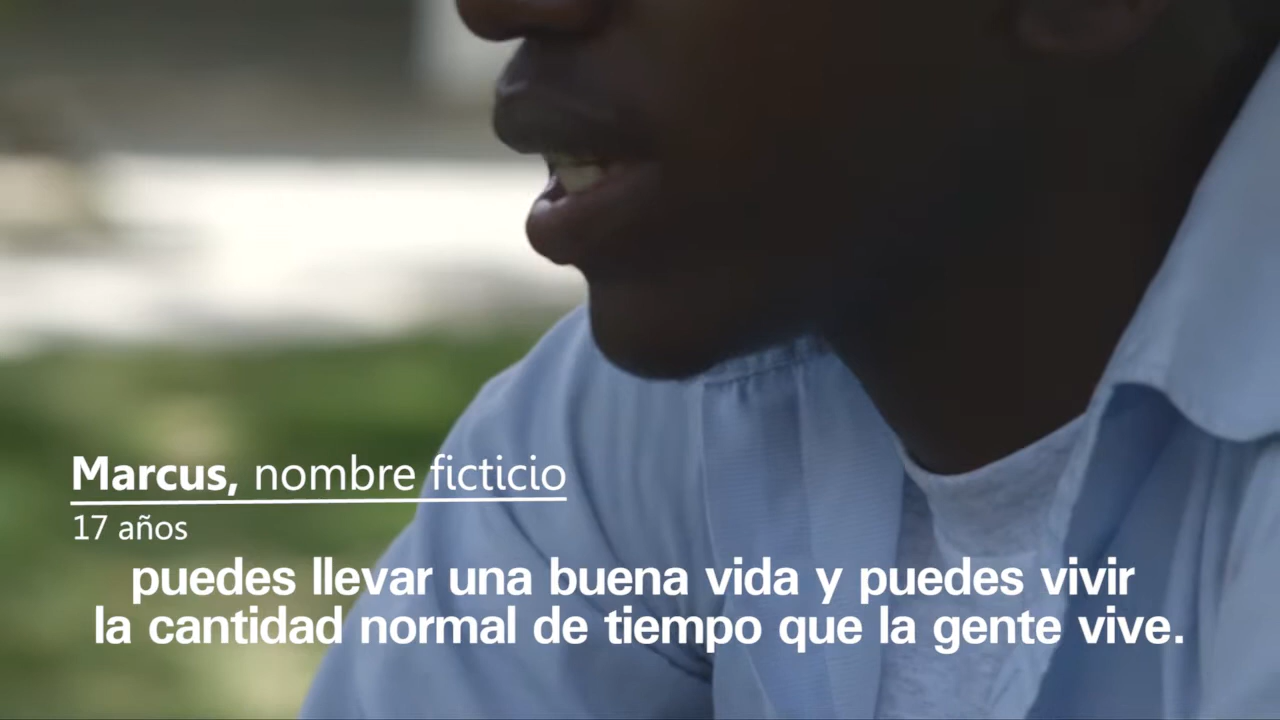 Marcus, nombre ficticio
17 años
puedes llevar una buena vida y puedes vivir
la cantidad normal de tiempo que la gente vive.